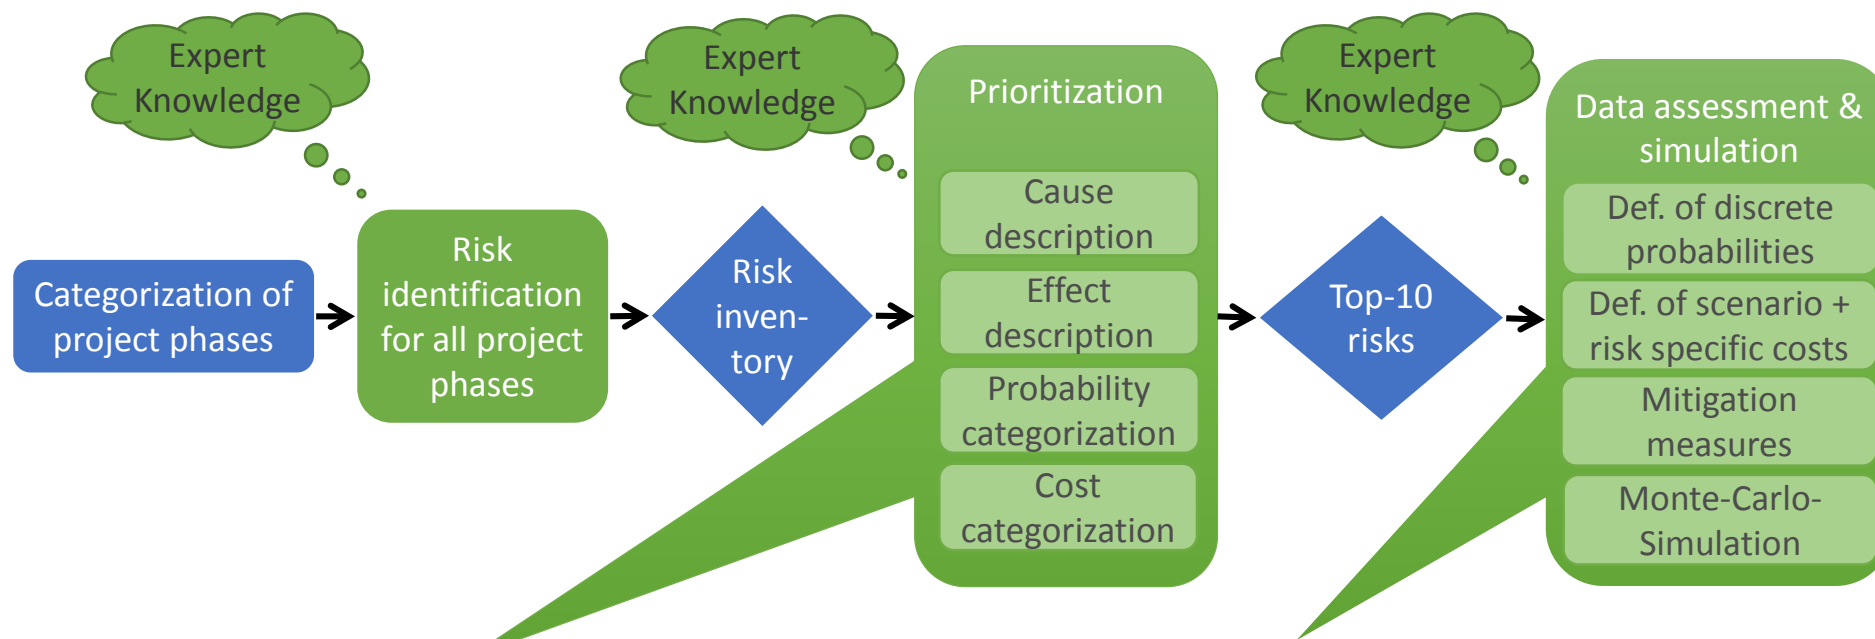 Expert
Knowledge
Expert
Knowledge
Expert
Knowledge
Categorization of
project phases
Risk
identification
for all project
phases
Risk
inven-
tory
Prioritization
Cause
description
Effect
description
Probability
categorization
Cost
categorization
Top-10
risks
Data assessment &
simulation
Def. of discrete
probabilities
Def. of scenario +
risk specific costs
Mitigation
measures
Monte-Carlo-
Simulation